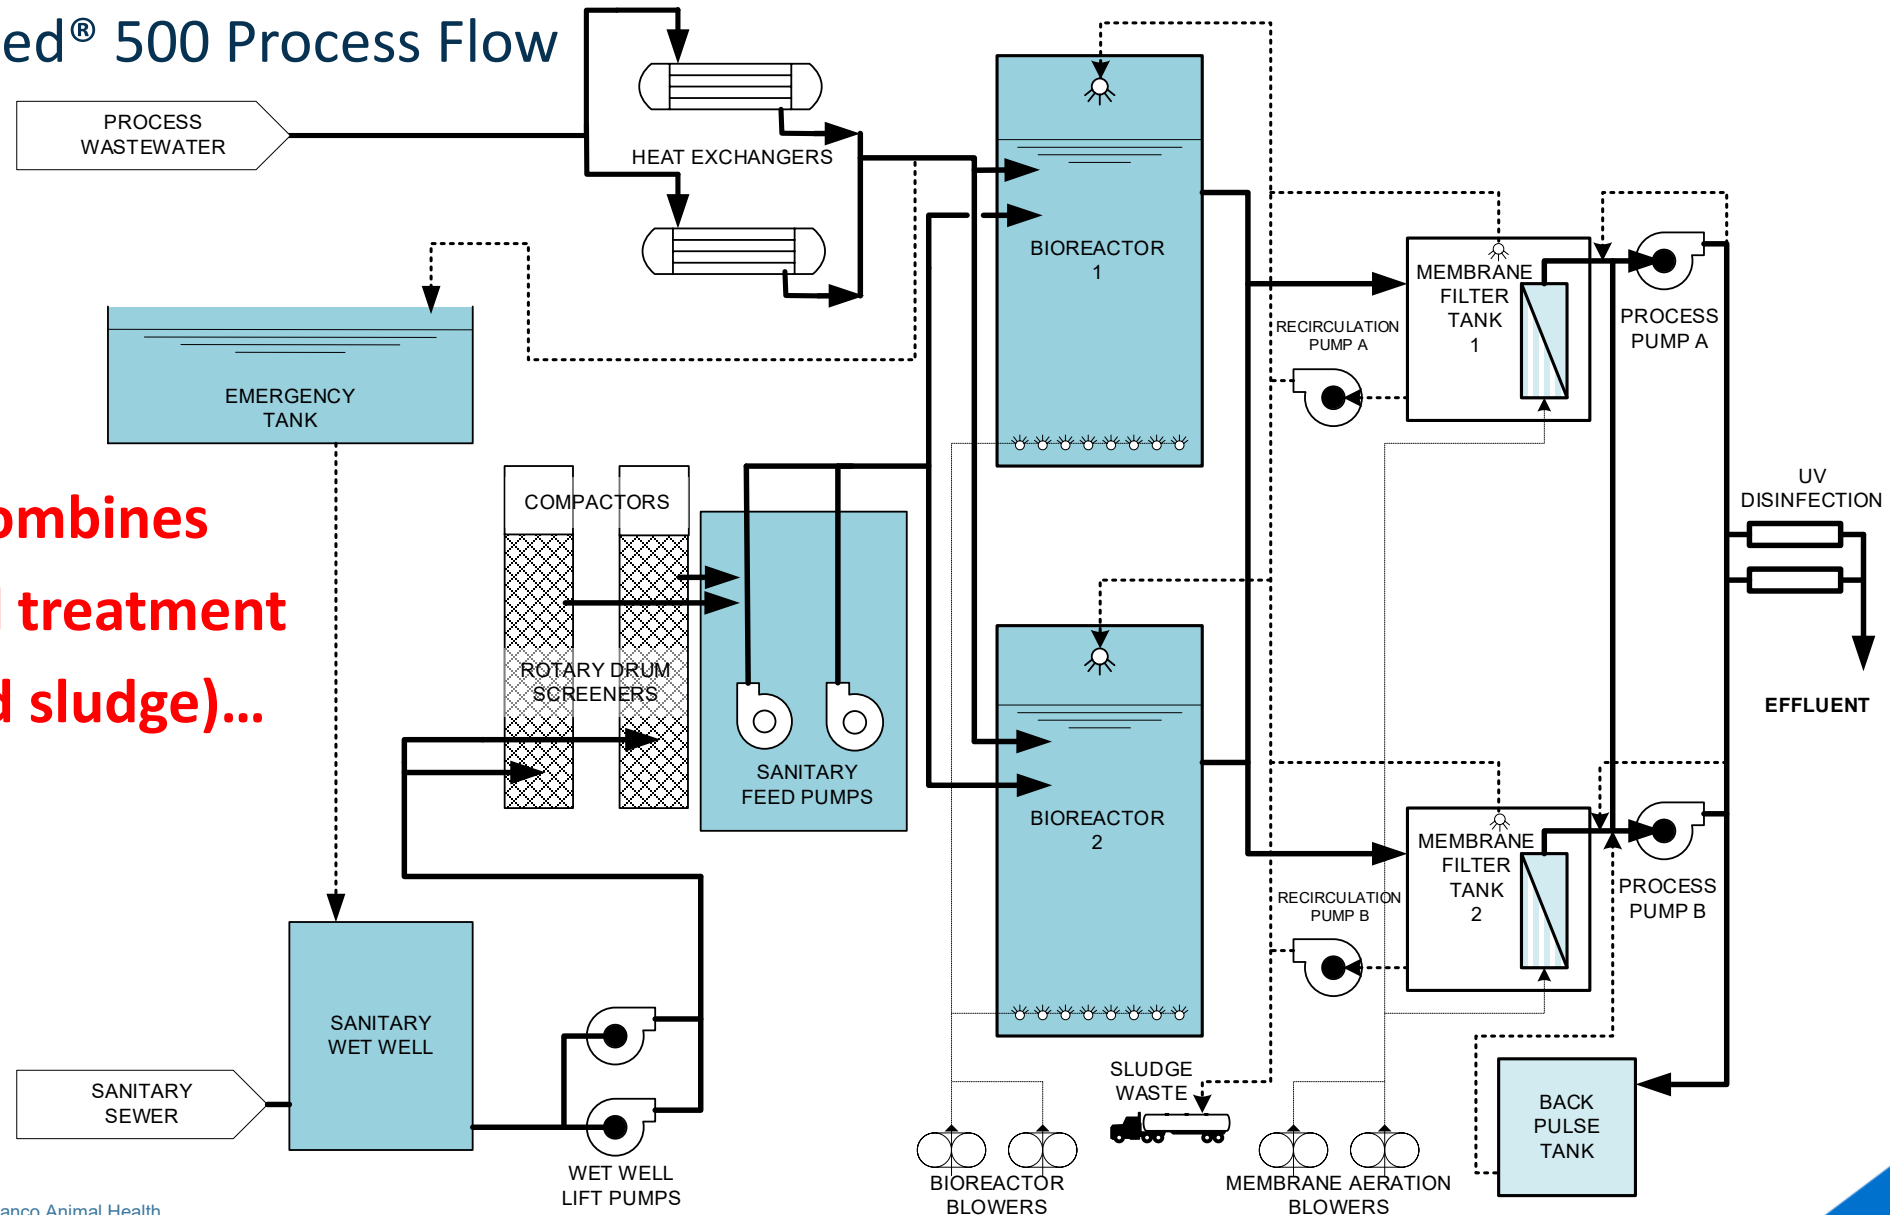 ed® 500 Process Flow
PROCESS
WASTEWATER
HEAT EXCHANGERS
BIOREACTOR
1
MEMBRANE
FILTER
TANK
1
RECIRCULATION
PUMP A
PROCESS
PUMP A
EMERGENCY
TANK
UV
DISINFECTION
ombines
treatment
sludge)…
COMPACTORS
ROTARY DRUM
SCREENERS
SANITARY
FEED PUMPS
EFFLUENT
BIOREACTOR
2
MEMBRANE
FILTER
TANK
2
RECIRCULATION
PUMP B
PROCESS
PUMP B
SANITARY
WET WELL
SANITARY
SEWER
WET WELL
LIFT PUMPS
SLUDGE
WASTE
BIOREACTOR
BLOWERS
MEMBRANE AERATION
BLOWERS
BACK
PULSE
TANK
anco Animal Health